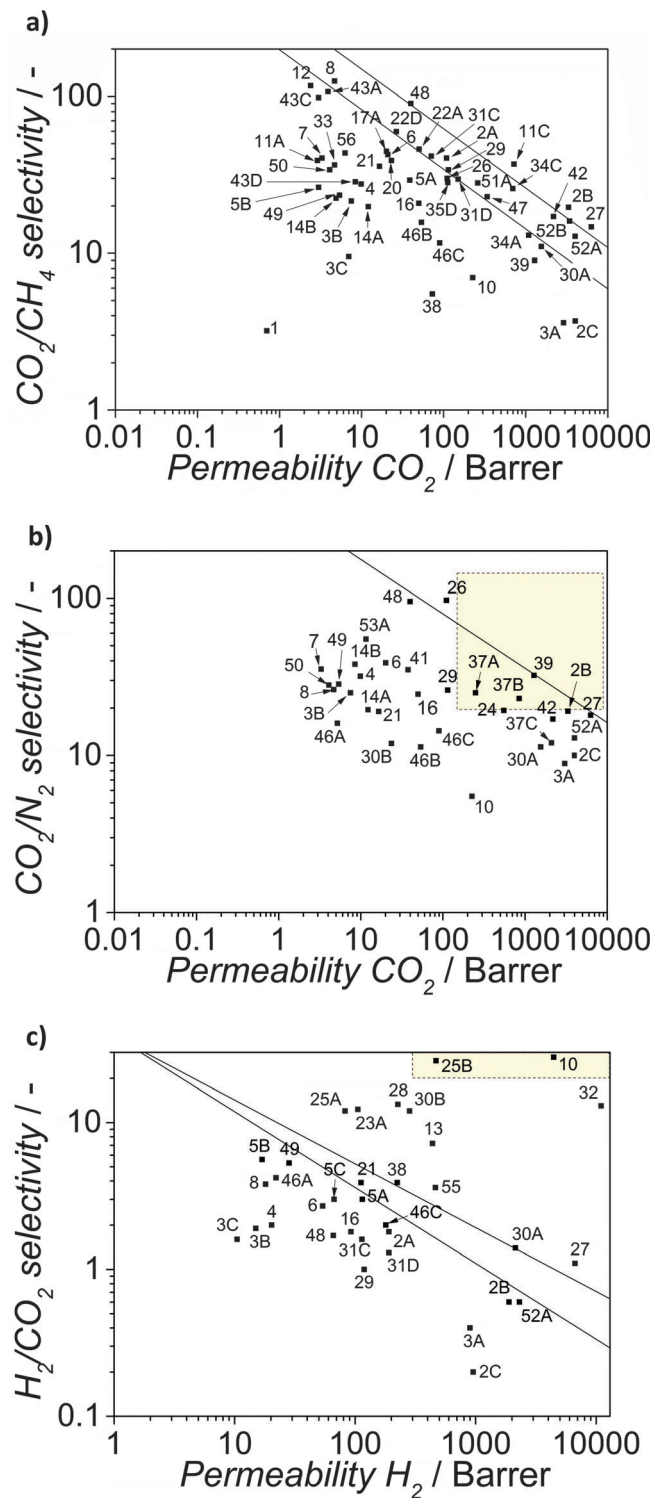 a)
12
8
43C
43A
48
33
17A
22D
22A
31C
2A
11C
7
56
29
11A
26
34C
50
21
51A
42
43D
4
20
5A
2B
27
5B
16
35D
31D
47
49
52B
52A
14B
46B
34A
3B
14A
46C
39
30A
3C
10
38
1
3A
2C
6
100
10
1
CO2/CH4 selectivity / -
0.01 0.1 1 10 100 1000 10000
Permeability CO2 / Barrer
b)
48
26
53A
7
49
14B
6
41
37A
39
50
4
29
37B
2B
8
14A
16
27
3B
21
24
42
52A
46A
46C
37C
30B
46B
30A
2C
3A
10
100
10
1
CO2/N2 selectivity / -
0.01 0.1 1 10 100 1000 10000
Permeability CO2 / Barrer
c)
25B
10
25A
28
30B
32
23A
13
5B
49
5C
21
38
8
46A
5A
55
6
46C
4
16
30A
3C
3B
48
31C
2A
27
31D
29
2B
52A
3A
2C
10
1
0.1
H2/CO2 selectivity / -
1 10 100 1000 10000
Permeability H2 / Barrer